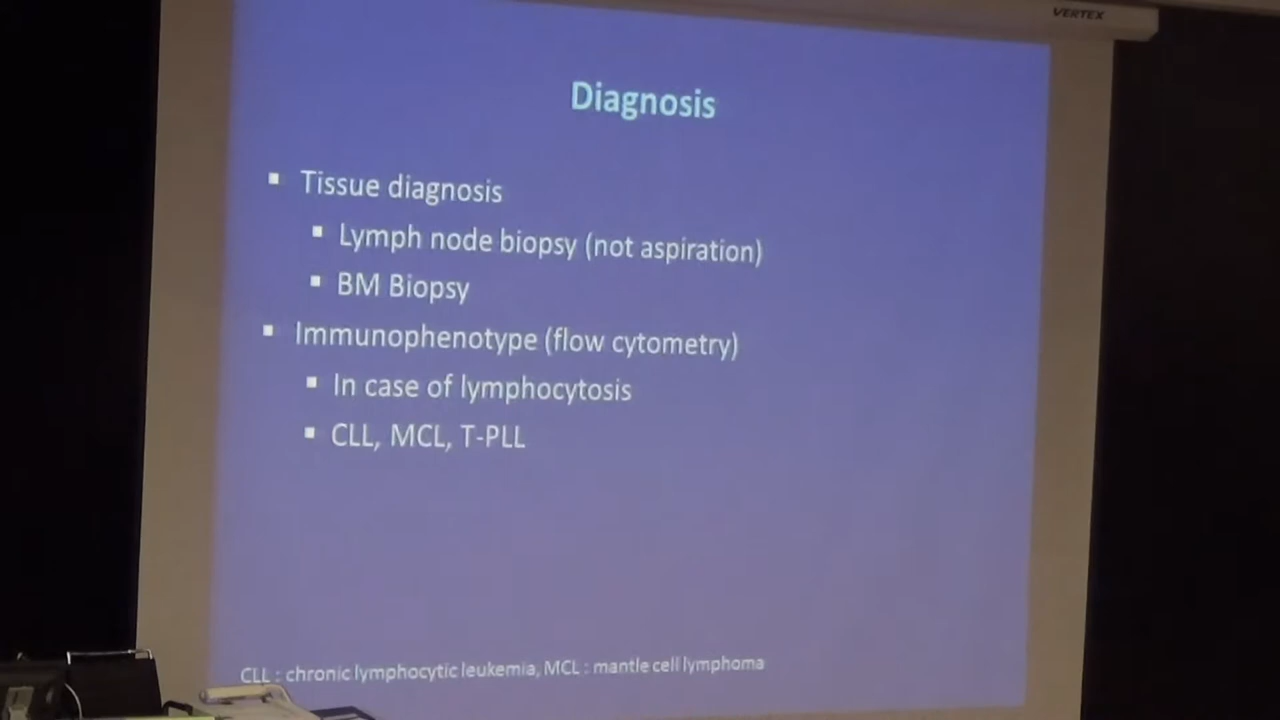 VERTEX
Diagnosis
▪ Tissue diagnosis
▪ Lymph node biopsy (not aspiration)
▪ BM Biopsy
▪ Immunophenotype (flow cytometry)
▪ In case of lymphocytosis
▪ CLL, MCL, T-PLL
CLL : chronic lymphocytic leukemia, MCL : mantle cell lymphoma